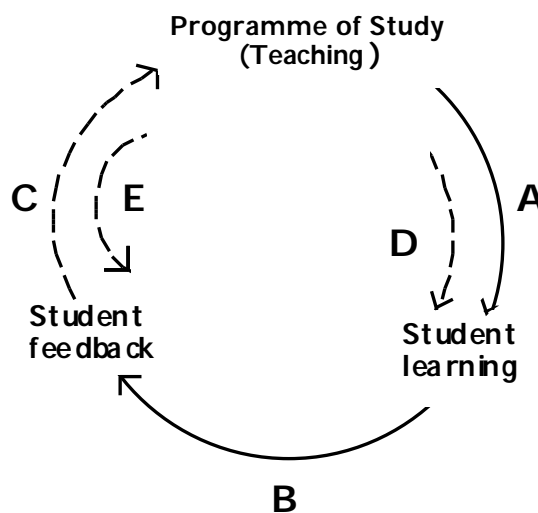 Programme of Study
(Teaching)
C
E
D
A
Student
feedback
Student
learning
B